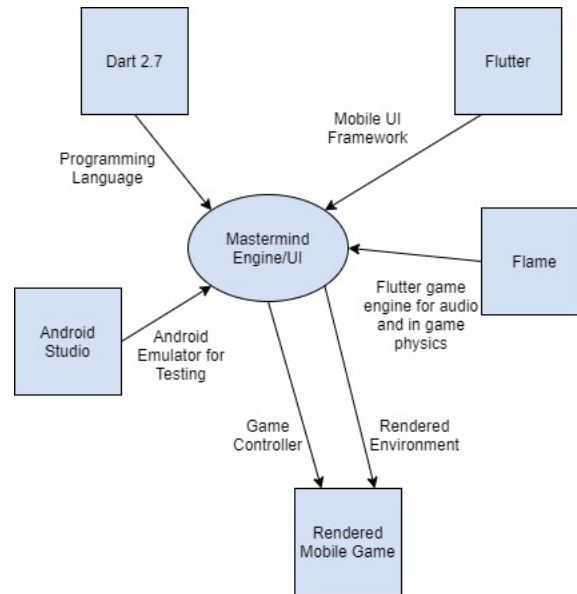 Dart 2.7
Flutter
Mobile UI
Framework
Programming
Language
Mastermind
Engine/UI
Flame
Flutter game
engine for audio
and in game
physics
Android
Studio
Android
Emulator for
Testing
Game
Controller
Rendered
Environment
Rendered
Mobile Game